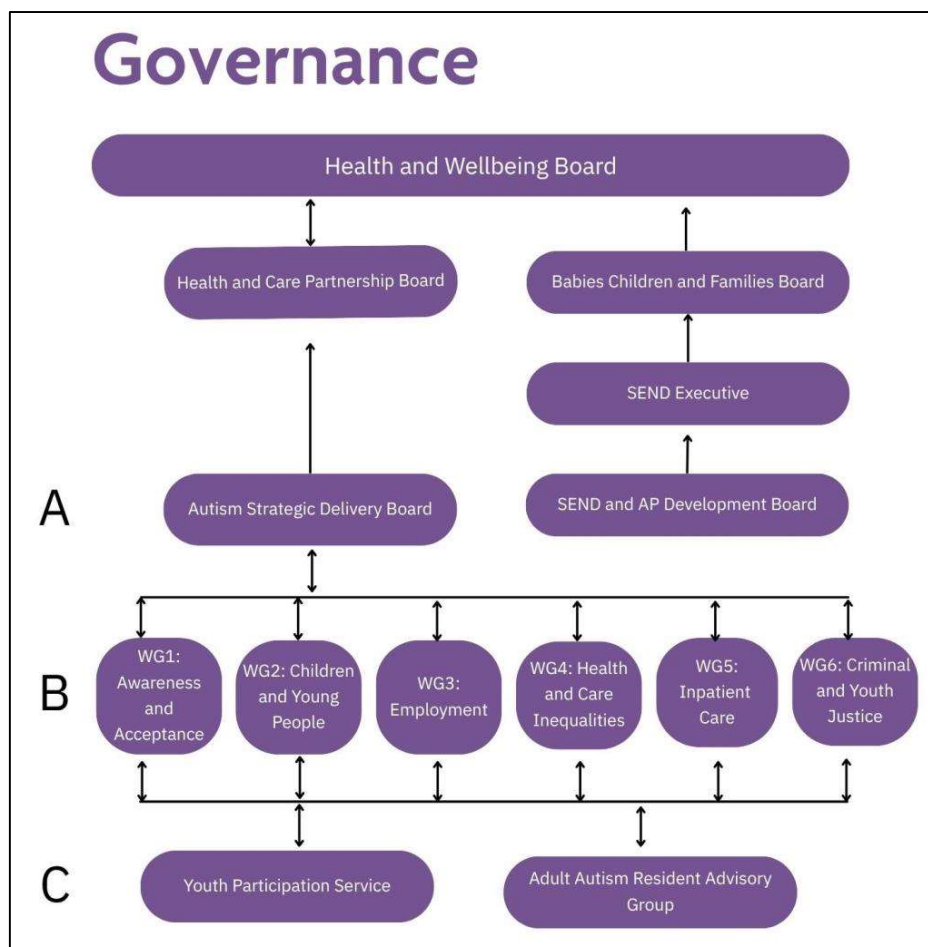 Governance
Health and Wellbeing Board
Health and Care Partnership Board
Babies Children and Families Board
SEND Executive
A
Autism Strategic Delivery Board
SEND and AP Development Board
B
WG1:
Awareness
and
Acceptance
WG2: Children
and Young
People
WG3:
Employment
WG4: Health
and Care
Inequalities
WG5:
Inpatient
Care
WG6: Criminal
and Youth
Justice
C
Youth Participation Service
Adult Autism Resident Advisory
Group